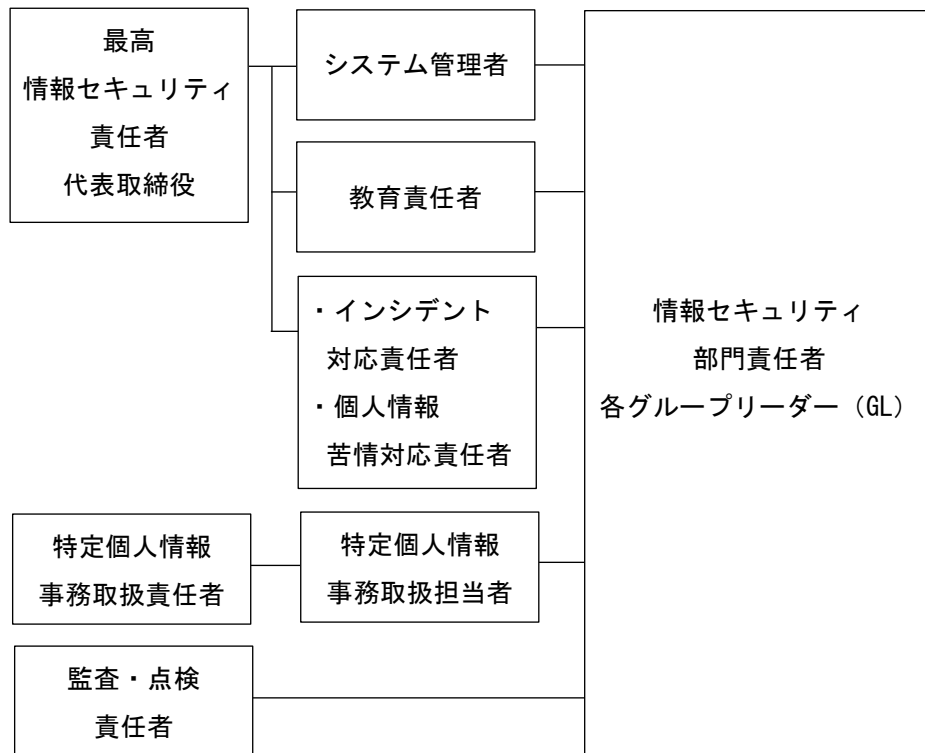 最高
情報セキュリティ
責任者
代表取締役
システム管理者
教育責任者
・インシデント
対応責任者
・個人情報
苦情対応責任者
特定個人情報
事務取扱責任者
特定個人情報
事務取扱担当者
監査・点検
責任者
情報セキュリティ
部門責任者
各グループリーダー（GL）